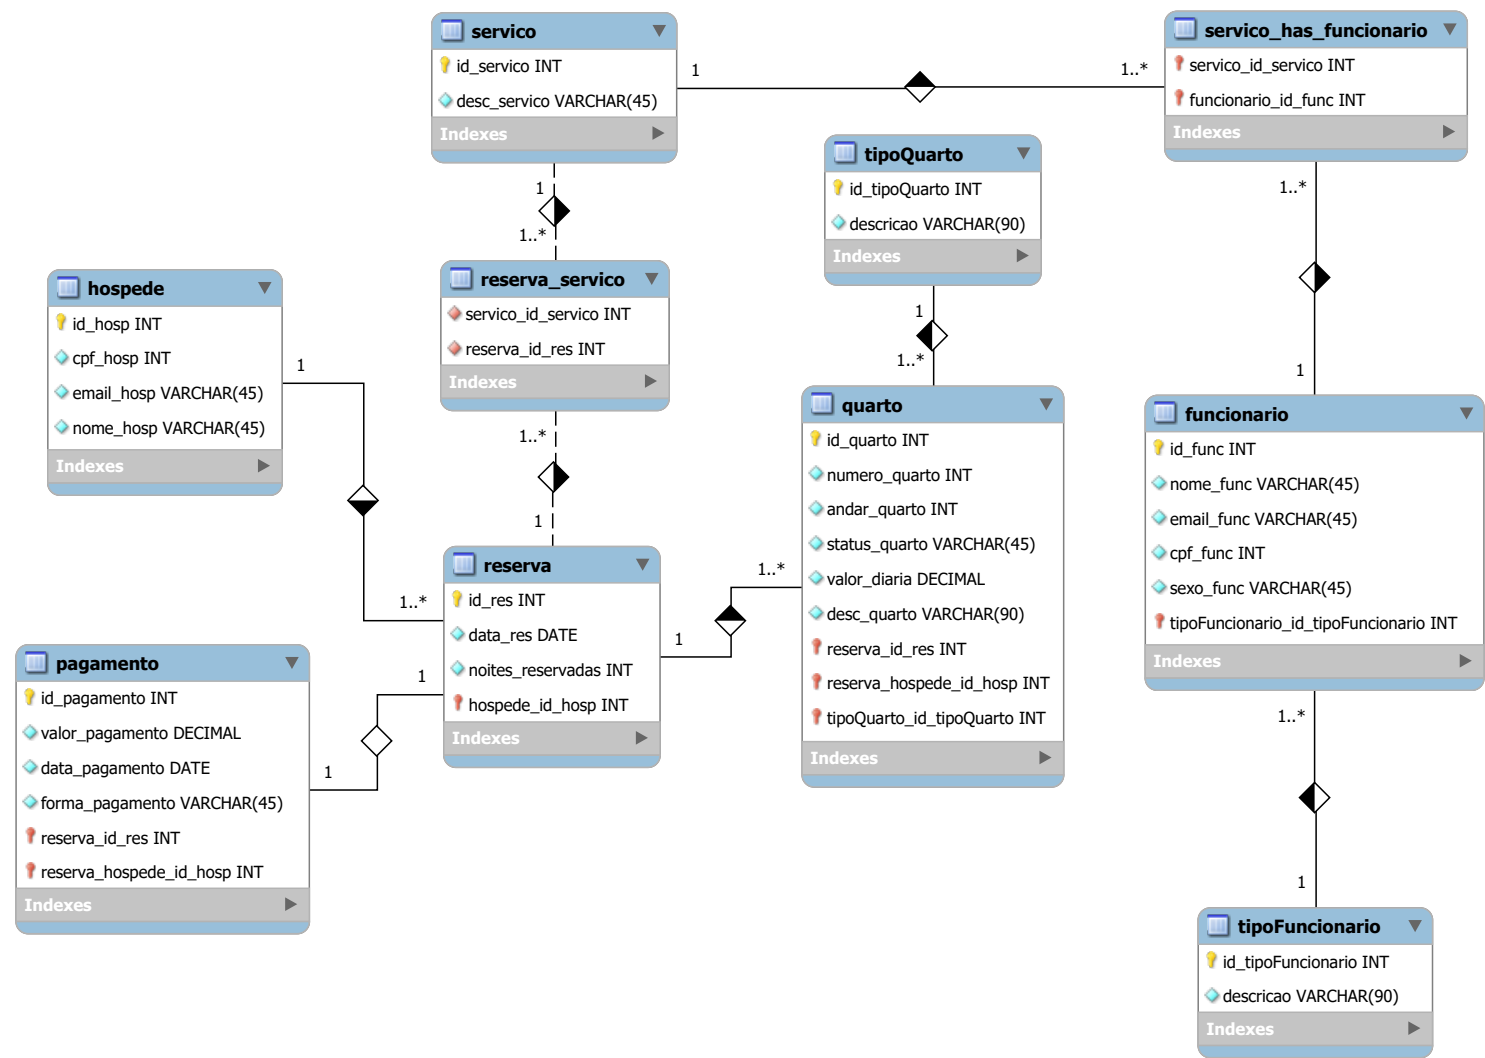 servico
id_servico INT
desc_servico VARCHAR(45)
Indexes
1
1..*
servico_has_funcionario
servico_id_servico INT
funcionario_id_func INT
Indexes
tipoQuarto
id_tipoQuarto INT
descricao VARCHAR(90)
Indexes
1
1..*
1..*
1
reserva_servico
servico_id_servico INT
reserva_id_res INT
Indexes
hospede
id_hosp INT
cpf_hosp INT
email_hosp VARCHAR(45)
nome_hosp VARCHAR(45)
Indexes
1
1
1..*
quarto
id_quarto INT
numero_quarto INT
andar_quarto INT
status_quarto VARCHAR(45)
valor_diaria DECIMAL
desc_quarto VARCHAR(90)
reserva_id_res INT
reserva_hospede_id_hosp INT
tipoQuarto_id_tipoQuarto INT
Indexes
funcionario
id_func INT
nome_func VARCHAR(45)
email_func VARCHAR(45)
cpf_func INT
sexo_func VARCHAR(45)
tipoFuncionario_id_tipoFuncionario INT
Indexes
1..*
1
1..*
1..*
1
reserva
id_res INT
data_res DATE
noites_reservadas INT
hospede_id_hosp INT
Indexes
1
pagamento
id_pagamento INT
valor_pagamento DECIMAL
data_pagamento DATE
forma_pagamento VARCHAR(45)
reserva_id_res INT
reserva_hospede_id_hosp INT
Indexes
1
1..*
1
tipoFuncionario
id_tipoFuncionario INT
descricao VARCHAR(90)
Indexes